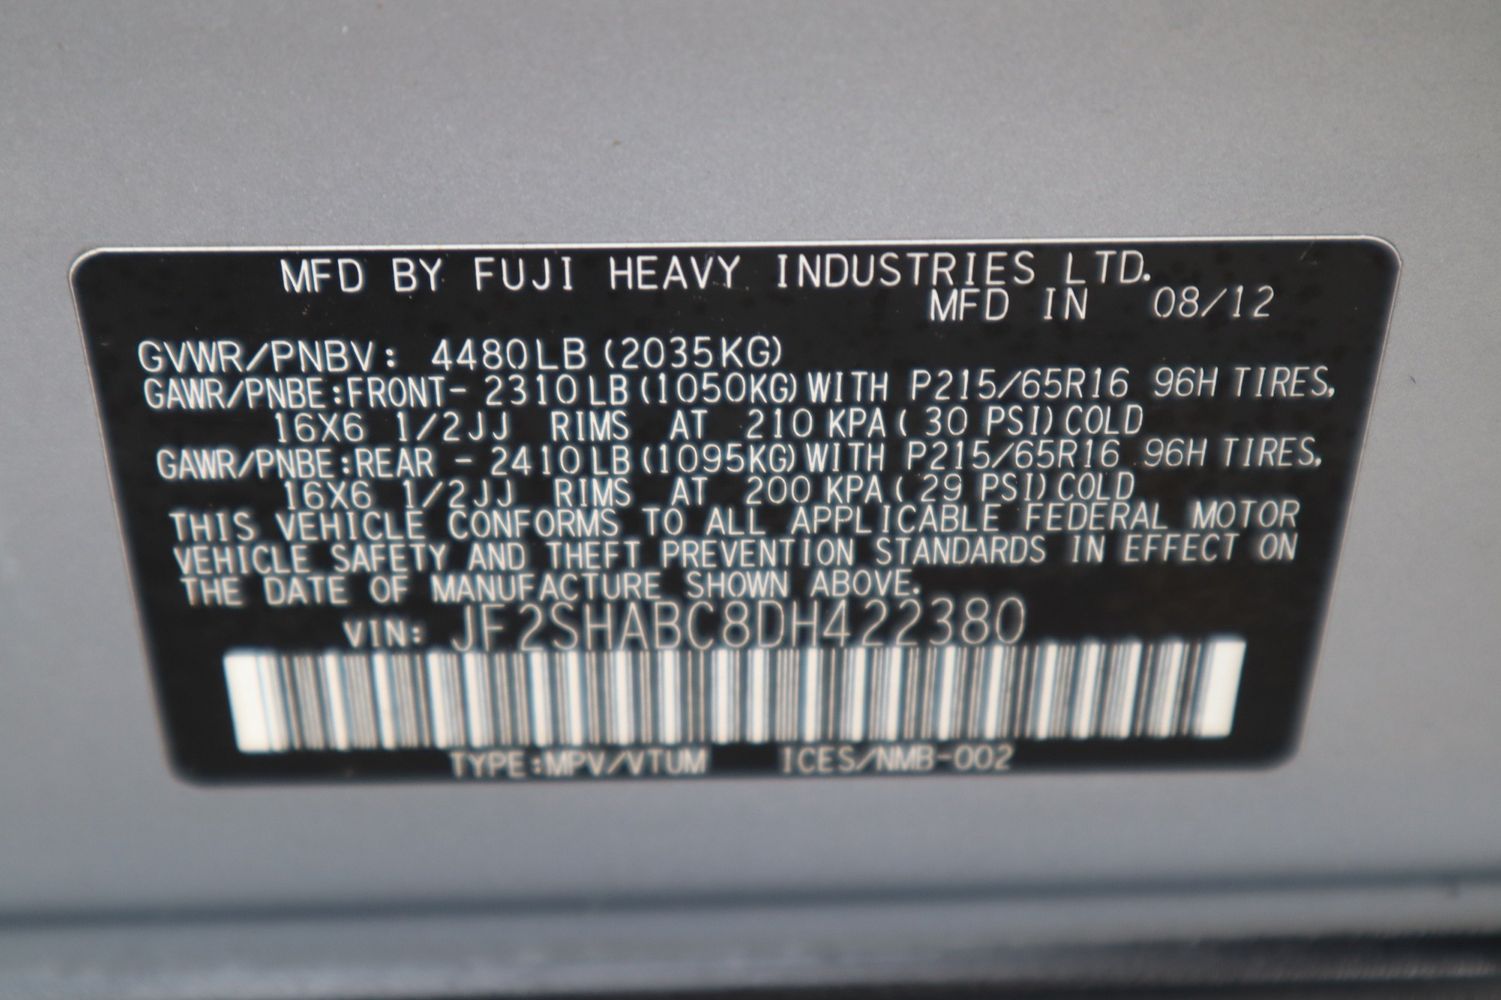 MFD BY FUJI HEAVY INDUSTRIES LTD.
MFD IN 08/12
GVWR/PNBV: 4480LB (2035KG)
GAWR/PNBE:FRONT- 2310LB (1050KG) WITH P215/65R16 96H TIRES,
16X6 1/2JJ RIMS AT 210 KPA( 30 PSI) COLD
GAWR/PNBE:REAR - 2410LB (1095KG) WITH P215/65R16 96H TIRES,
16X6 1/2JJ RIMS AT 200 KPA( 29 PSI) COLD
THIS VEHICLE CONFORMS TO ALL APPLICABLE FEDERAL MOTOR
VEHICLE SAFETY AND THEFT PREVENTION STANDARDS IN EFFECT ON
THE DATE OF MANUFACTURE SHOWN ABOVE.
VIN: JF2SHABC8DH422380
TYPE:MPV/VTUM ICES/NMB-002